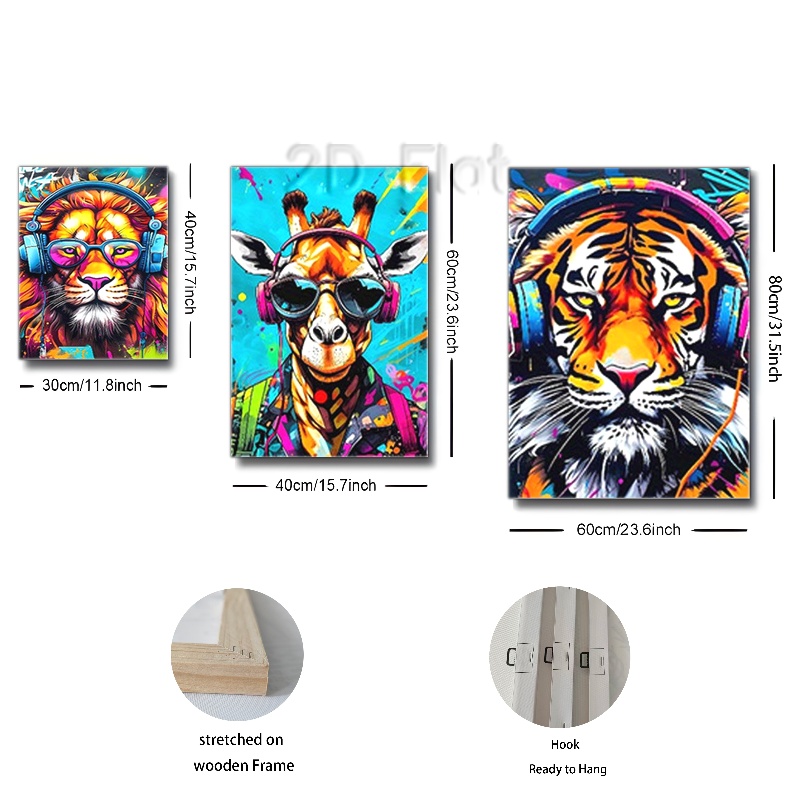 2D Flat
40cm/15.7inch
30cm/11.8inch
60cm/23.6inch
40cm/15.7inch
80cm/31.5inch
60cm/23.6inch
stretched on
wooden Frame
Hook
Ready to Hang